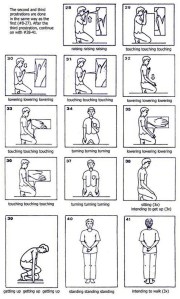 The second and third
prostrations are done
in the same way as the
first (#8-27). After the
third prostration, continue
on with #28-41.
28
29
raising raising raising
touching touching touching
30
31
32
lowering lowering lowering
touching touching touching
lowering lowering lowering
33
34
35
touching touching touching
turning turning turning
lowering lowering lowering
36
37
38
touching touching touching
turning turning turning
sitting (3x)
intending to get up (3x)
39
40
41
getting up getting up getting up
standing standing standing
intending to walk (3x)